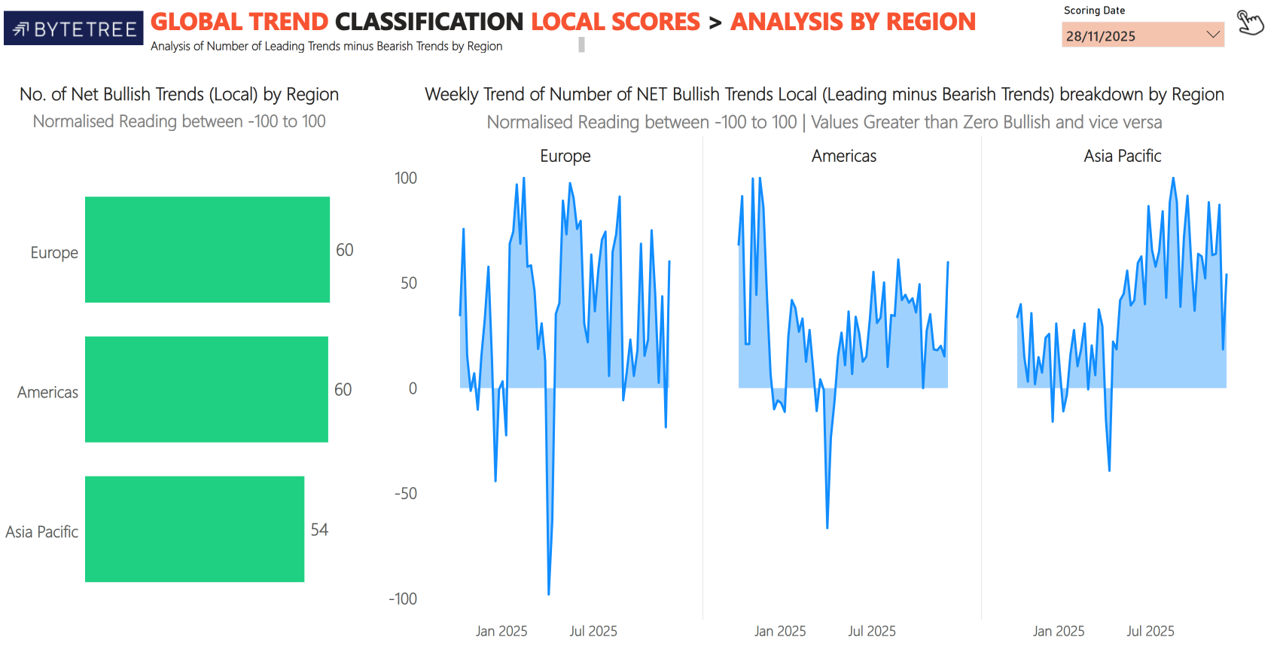 BYTETREE
GLOBAL TREND CLASSIFICATION LOCAL SCORES > ANALYSIS BY REGION
Analysis of Number of Leading Trends minus Bearish Trends by Region
Scoring Date
28/11/2025
No. of Net Bullish Trends (Local) by Region
Normalised Reading between -100 to 100
Europe
60
Americas
60
Asia Pacific
54
Weekly Trend of Number of NET Bullish Trends Local (Leading minus Bearish Trends) breakdown by Region
Normalised Reading between -100 to 100 | Values Greater than Zero Bullish and vice versa
Europe
Americas
Asia Pacific
100
50
0
-50
-100
Jan 2025
Jul 2025
Jan 2025
Jul 2025
Jan 2025
Jul 2025